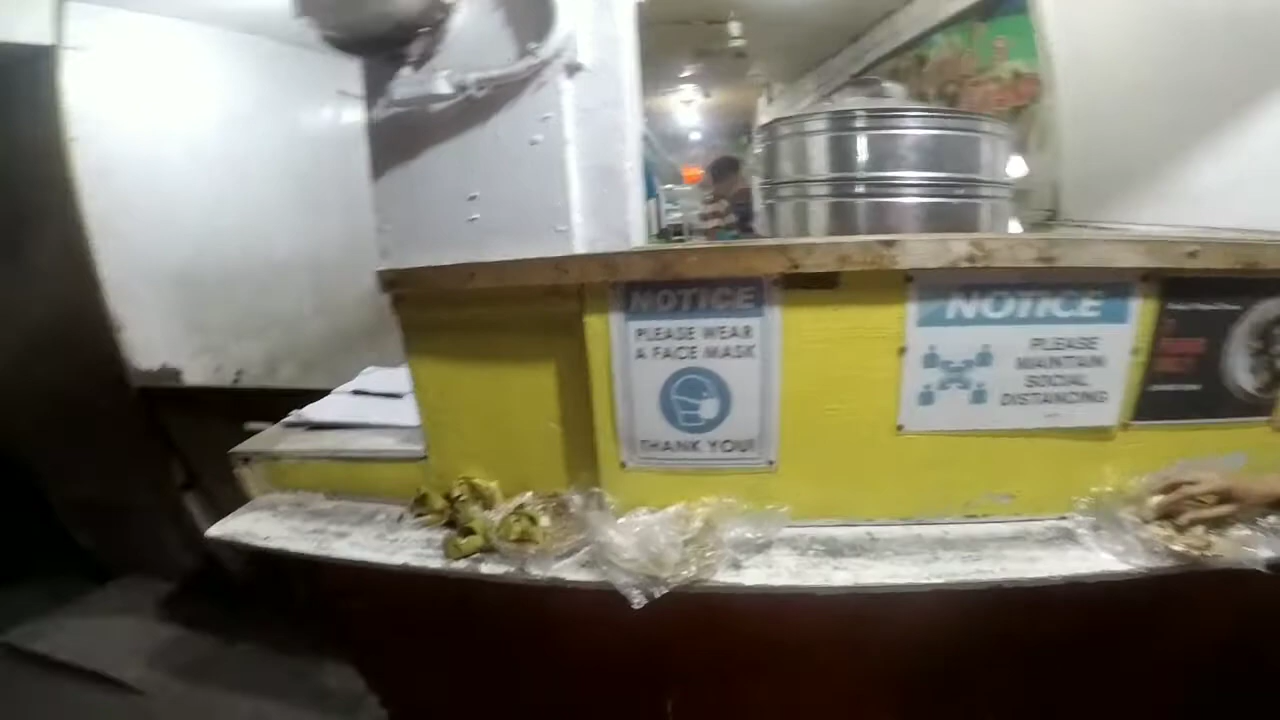 NOTICE
PLEASE WEAR
A FACE MASK
THANK YOU!
NOTICE
PLEASE
MAINTAIN
SOCIAL
DISTANCING